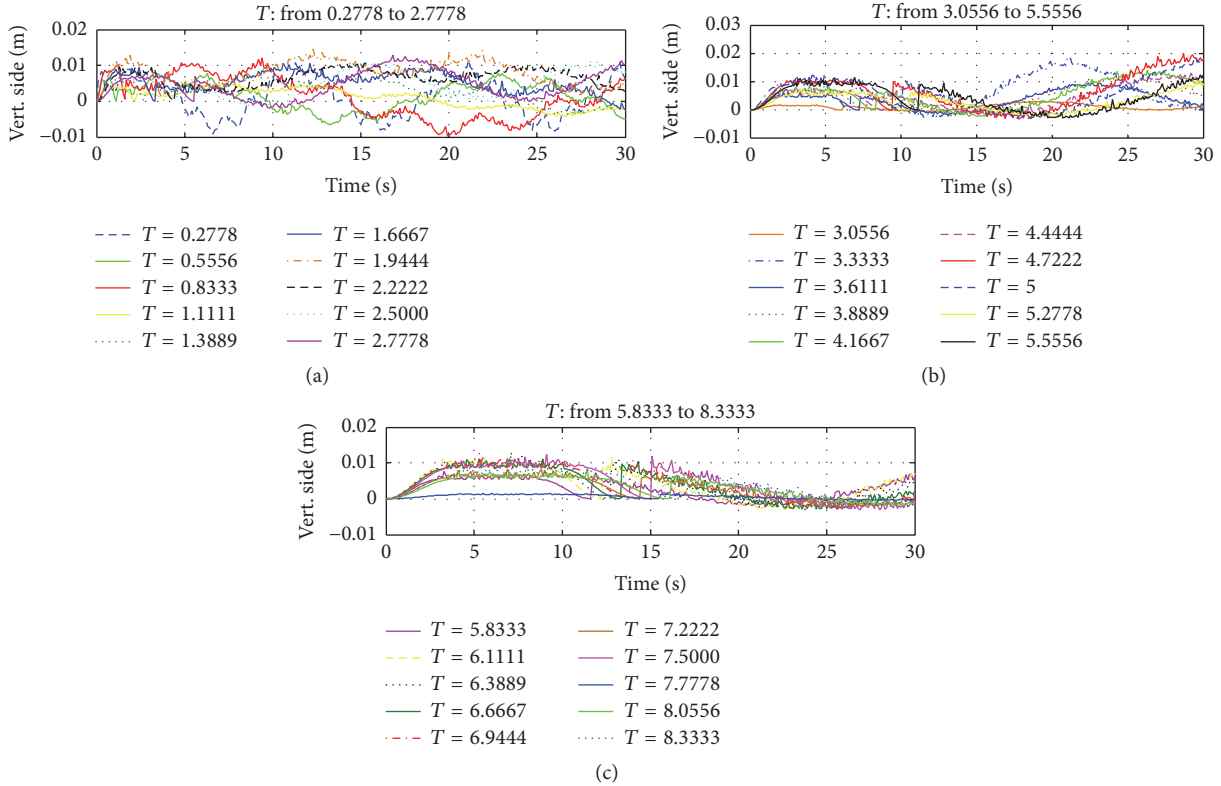 T: from 0.2778 to 2.7778
Vert. side (m)
0.02
0.01
0
−0.01
0 5 10 15 20 25 30
Time (s)
T = 0.2778
T = 0.5556
T = 0.8333
T = 1.1111
T = 1.3889
T = 1.6667
T = 1.9444
T = 2.2222
T = 2.5000
T = 2.7778
(a)
T: from 3.0556 to 5.5556
Vert. side (m)
0.03
0.02
0.01
0
−0.01
0 5 10 15 20 25 30
Time (s)
T = 3.0556
T = 3.3333
T = 3.6111
T = 3.8889
T = 4.1667
T = 4.4444
T = 4.7222
T = 5
T = 5.2778
T = 5.5556
(b)
T: from 5.8333 to 8.3333
Vert. side (m)
0.02
0.01
0
−0.01
0 5 10 15 20 25 30
Time (s)
T = 5.8333
T = 6.1111
T = 6.3889
T = 6.6667
T = 6.9444
T = 7.2222
T = 7.5000
T = 7.7778
T = 8.0556
T = 8.3333
(c)